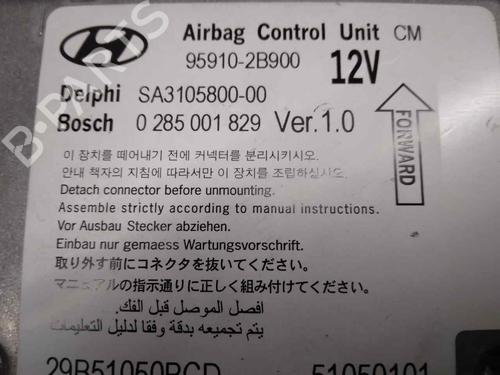 Airbag Control Unit CM
95910-2B900 12V
Delphi SA3105800-00
Bosch 0 285 001 829 Ver.1.0
FORWARD
이 장치를 떼어내기 전에 커넥터를 분리시키시오.
안내 책자의 지침에 따라서만 이 장치를 조립하십시오.
Detach connector before unmounting.
Assemble strictly according to manual instructions.
Vor Ausbau Stecker abziehen.
Einbau nur gemaess Wartungsvorschrift.
取り外す前にコネクタを抜いてください。
マニュアルの指示通りに正しく組み付けてください。
افصل الموصل قبل الفك.
يتم تجميعه بدقة وفقا لدليل التعليمات
29B51050BCD 51050101
B-PARTS